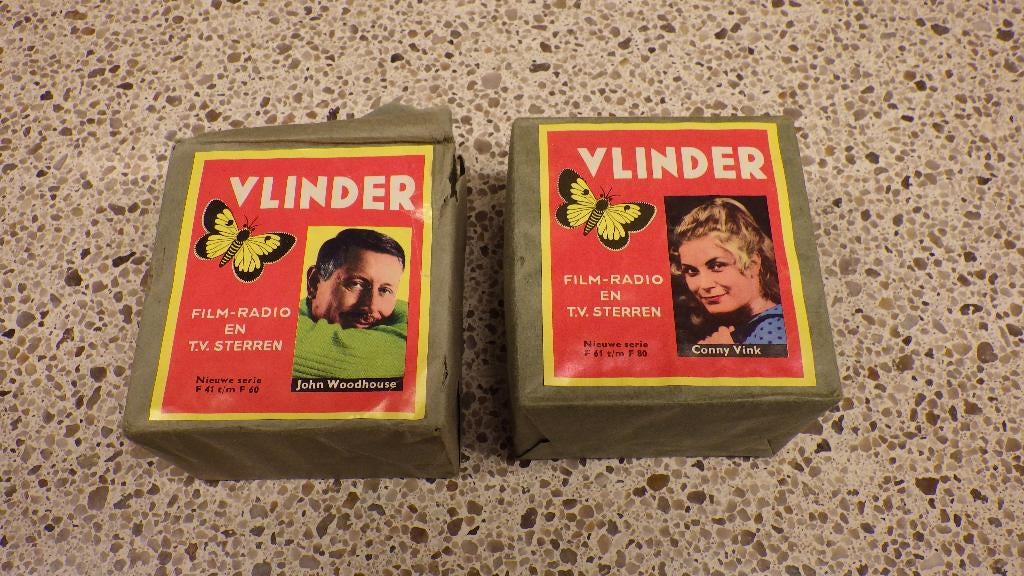 VLINDER
FILM-RADIO
EN
T.V. STERREN
Nieuwe serie
F 41 t/m F 60
John Woodhouse
VLINDER
FILM-RADIO
EN
T.V. STERREN
Nieuwe serie
F 61 t/m F 80
Conny Vink